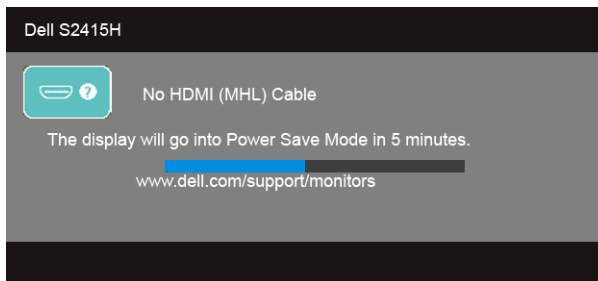 Dell S2415H
?
No HDMI (MHL) Cable
The display will go into Power Save Mode in 5 minutes.
www.dell.com/support/monitors